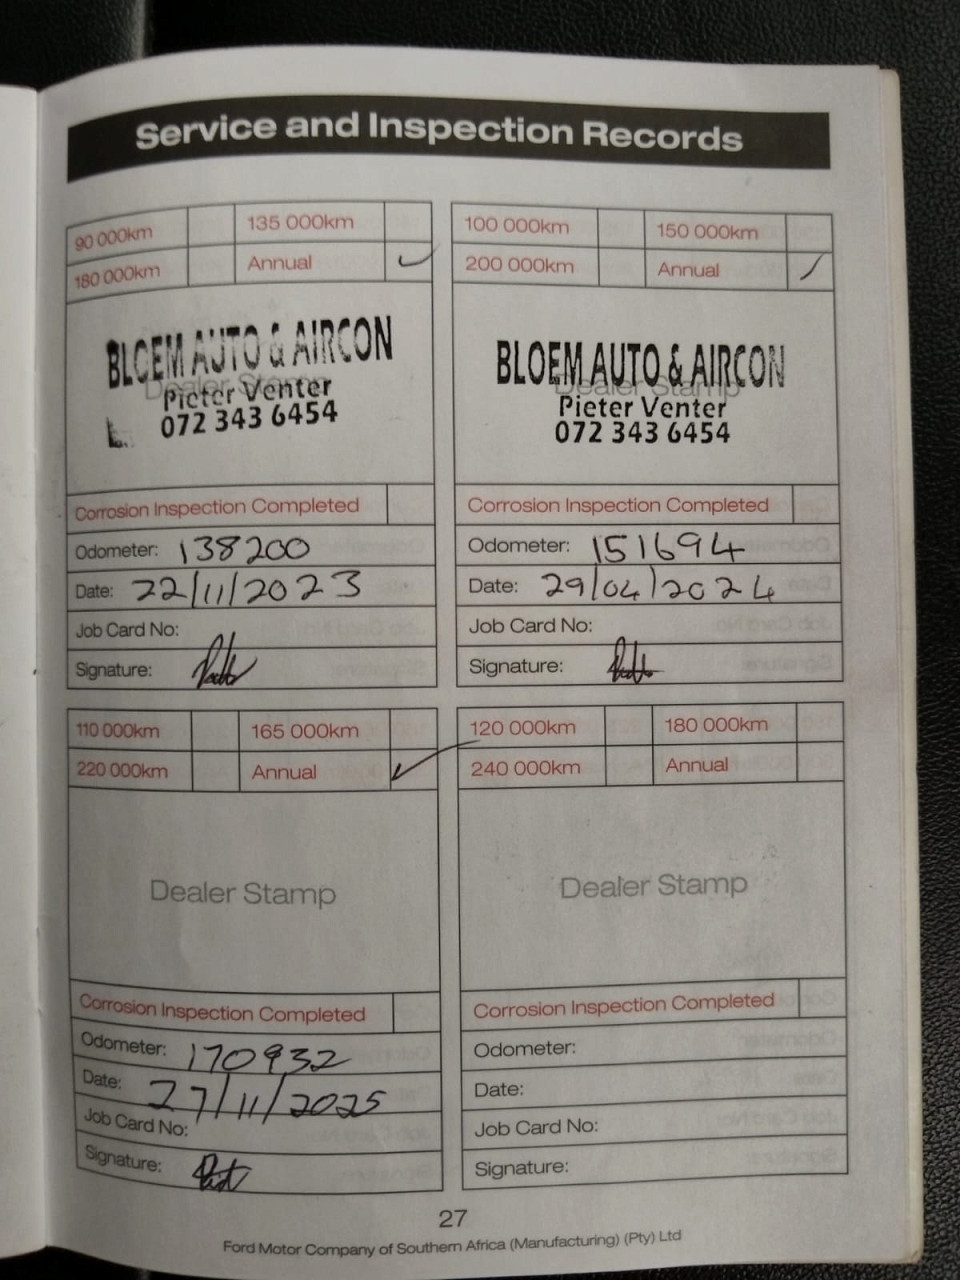 Service and Inspection Records
90 000km 135 000km
180 000km Annual
BLOEM AUTO & AIRCON
Dealer Stamp
Pieter Venter
072 343 6454
Corrosion Inspection Completed
Odometer: 138200
Date: 22/11/2023
Job Card No:
Signature:
100 000km 150 000km
200 000km Annual
BLOEM AUTO & AIRCON
Dealer Stamp
Pieter Venter
072 343 6454
Corrosion Inspection Completed
Odometer: 151694
Date: 29/04/2024
Job Card No:
Signature:
110 000km 165 000km
220 000km Annual
Dealer Stamp
Corrosion Inspection Completed
Odometer: 170932
Date: 27/11/2025
Job Card No:
Signature:
120 000km 180 000km
240 000km Annual
Dealer Stamp
Corrosion Inspection Completed
Odometer:
Date:
Job Card No:
Signature:
27
Ford Motor Company of Southern Africa (Manufacturing) (Pty) Ltd